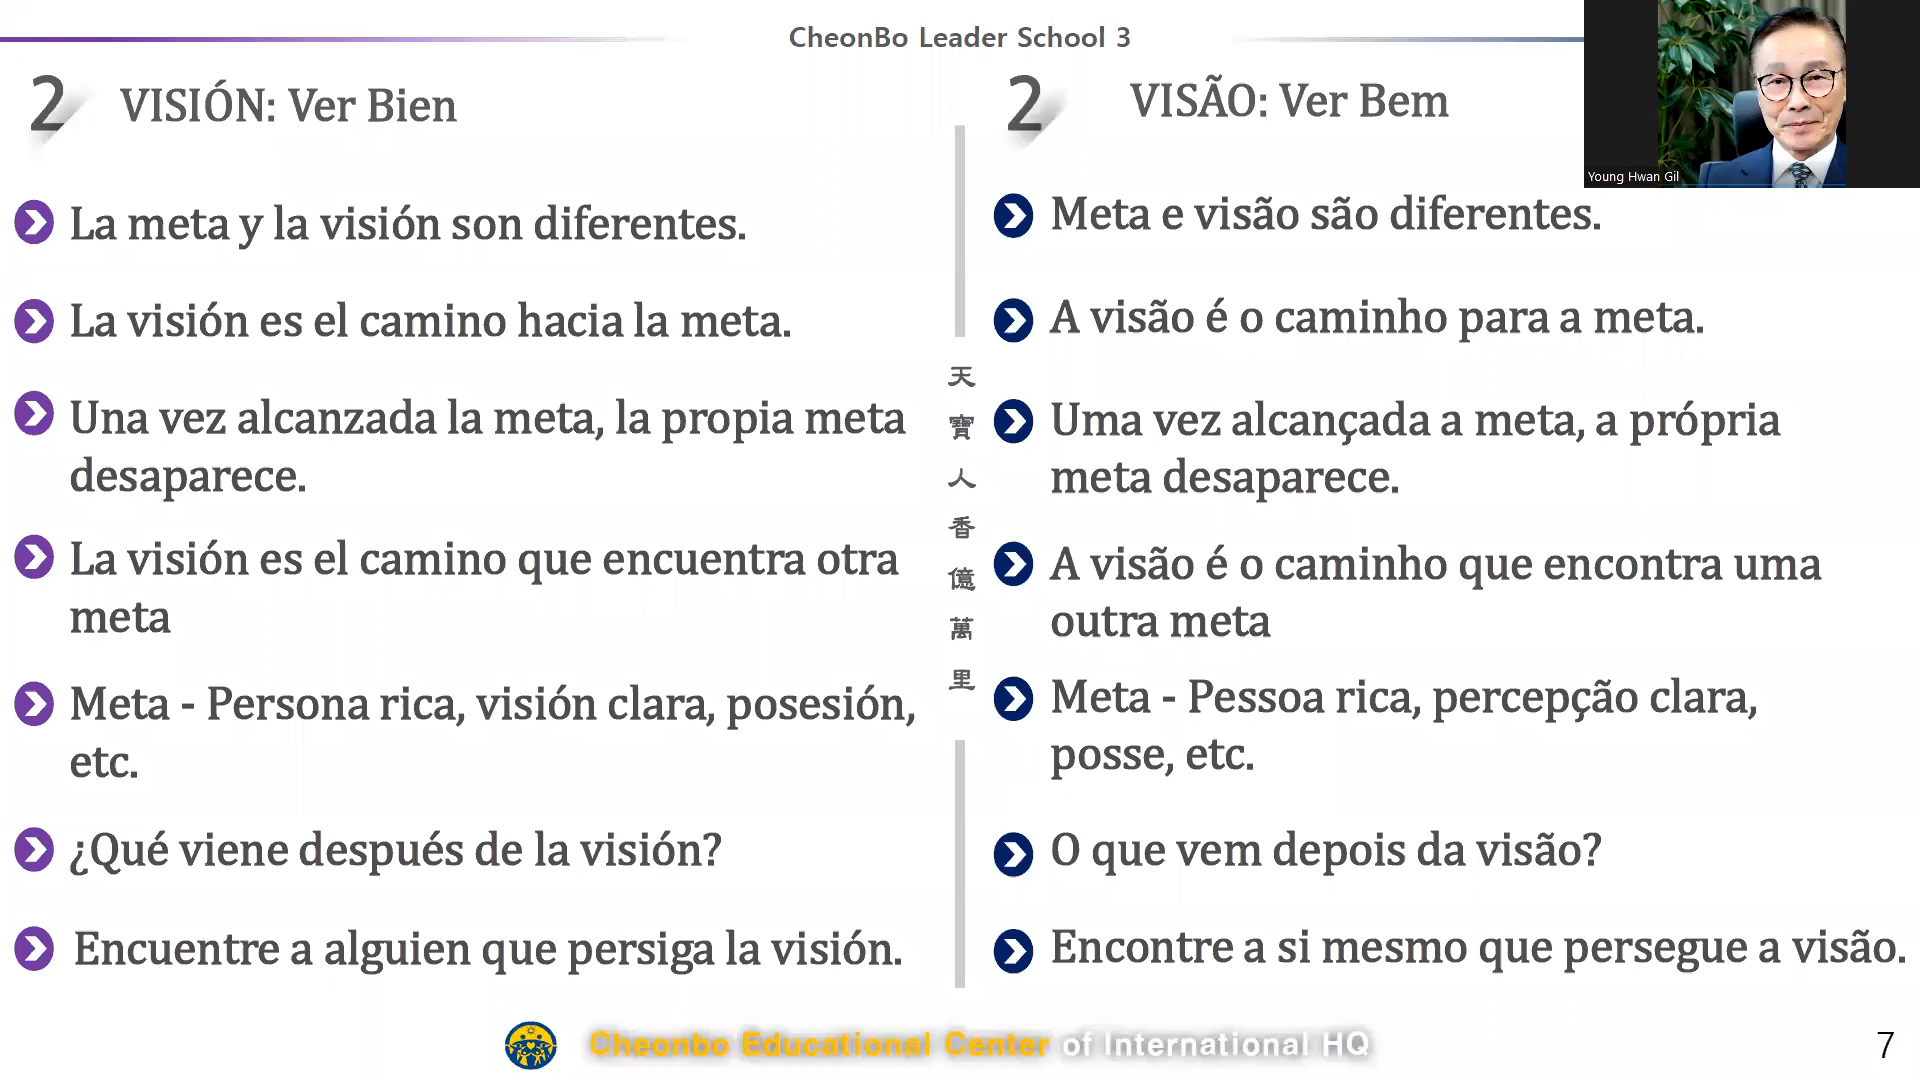 CheonBo Leader School 3
2
VISIÓN: Ver Bien
La meta y la visión son diferentes.
La visión es el camino hacia la meta.
Una vez alcanzada la meta, la propia meta
desaparece.
La visión es el camino que encuentra otra
meta
Meta - Persona rica, visión clara, posesión,
etc.
¿Qué viene después de la visión?
Encuentre a alguien que persiga la visión.
天
寶
人
香
億
萬
里
2
VISÃO: Ver Bem
Meta e visão são diferentes.
A visão é o caminho para a meta.
Uma vez alcançada a meta, a própria
meta desaparece.
A visão é o caminho que encontra uma
outra meta
Meta - Pessoa rica, percepção clara,
posse, etc.
O que vem depois da visão?
Encontre a si mesmo que persegue a visão.
Young Hwan Gil
Cheonbo Educational Center of International HQ
7